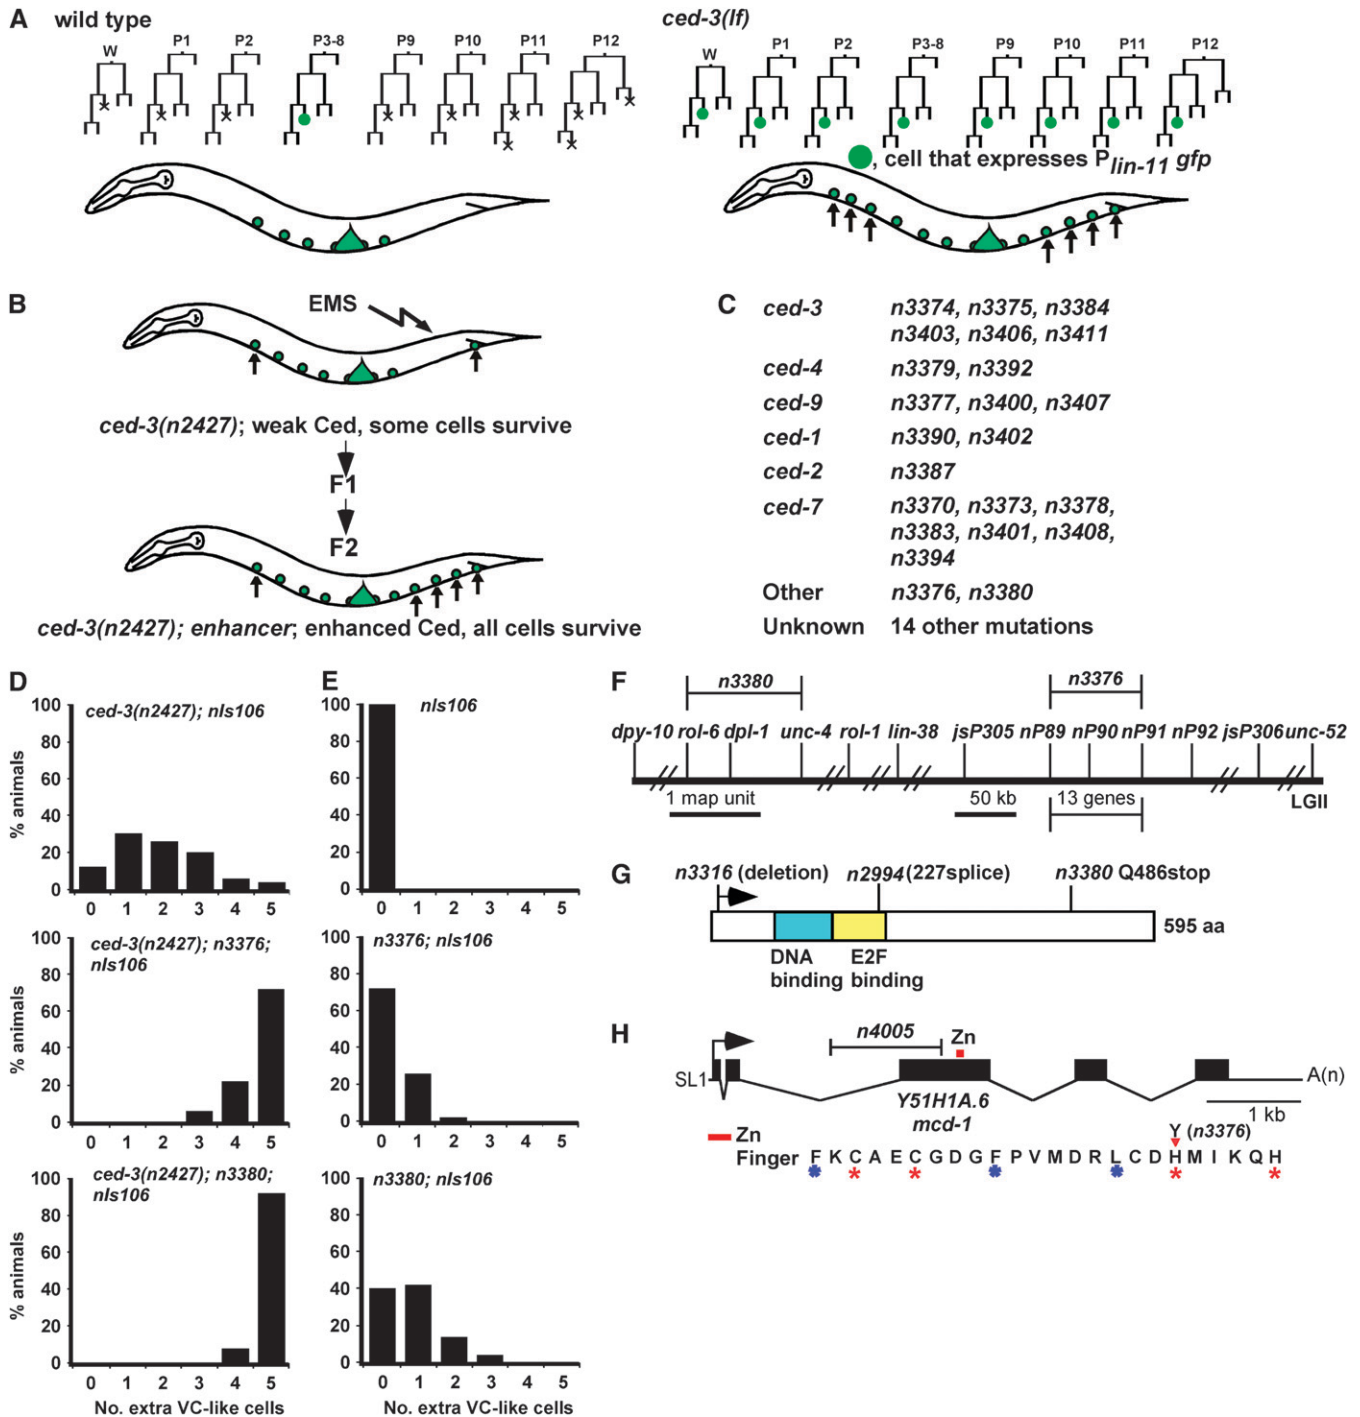 A wild type
W P1 P2 P3-8 P9 P10 P11 P12
ced-3(lf)
W P1 P2 P3-8 P9 P10 P11 P12
, cell that expresses P lin-11 gfp
B
EMS
ced-3(n2427); weak Ced, some cells survive
F1
F2
ced-3(n2427); enhancer; enhanced Ced, all cells survive
C
ced-3 n3374, n3375, n3384
n3403, n3406, n3411
ced-4 n3379, n3392
ced-9 n3377, n3400, n3407
ced-1 n3390, n3402
ced-2 n3387
ced-7 n3370, n3373, n3378,
n3383, n3401, n3408,
n3394
Other n3376, n3380
Unknown 14 other mutations
D
ced-3(n2427); nIs106
% animals
100
80
60
40
20
0
0 1 2 3 4 5
ced-3(n2427); n3376;
nIs106
% animals
100
80
60
40
20
0
0 1 2 3 4 5
ced-3(n2427); n3380;
nIs106
% animals
100
80
60
40
20
0
0 1 2 3 4 5
No. extra VC-like cells
E
nIs106
100
80
60
40
20
0
0 1 2 3 4 5
n3376; nIs106
100
80
60
40
20
0
0 1 2 3 4 5
n3380; nIs106
100
80
60
40
20
0
0 1 2 3 4 5
No. extra VC-like cells
F
n3380 n3376
dpy-10 rol-6 dpl-1 unc-4 rol-1 lin-38 jsP305 nP89 nP90 nP91 nP92 jsP306 unc-52
1 map unit 50 kb 13 genes LGII
G
n3316 (deletion) n2994 (227splice) n3380 Q486stop
595 aa
DNA
binding
E2F
binding
H
n4005 Zn
SL1 A(n)
Y51H1A.6
mcd-1
1 kb
Zn
Finger
Y (n3376)
F K C A E C G D G F P V M D R L C D H M I K Q H